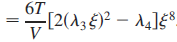 = 6T/V [2(λ₃ξ)² − λ₄]ξ⁸